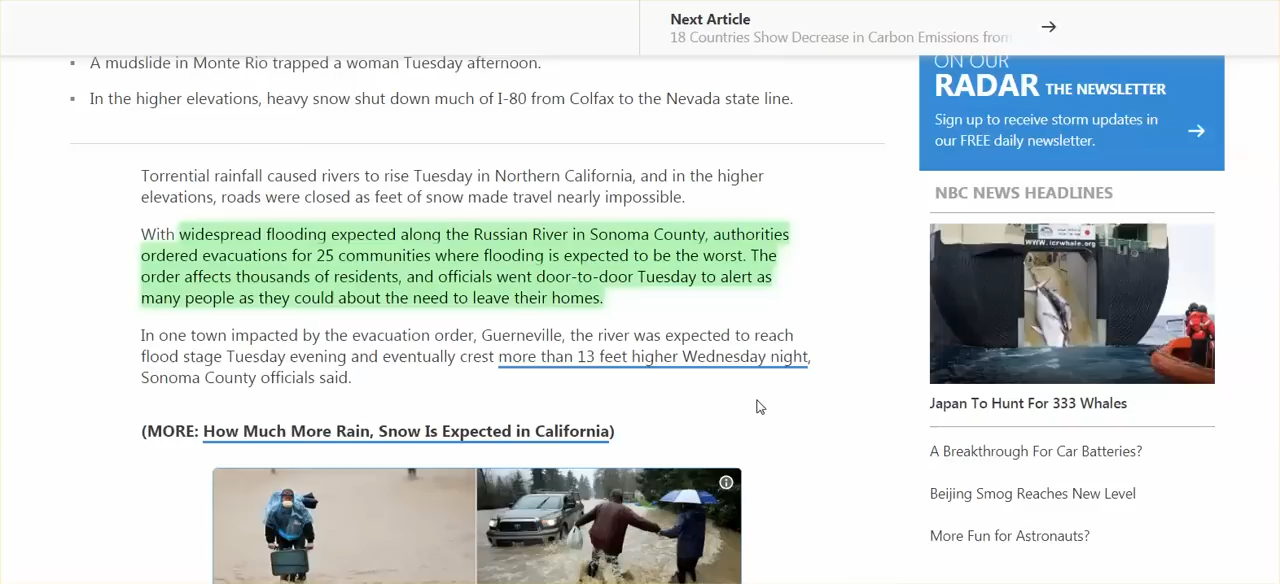 Next Article
18 Countries Show Decrease in Carbon Emissions from
▪ A mudslide in Monte Rio trapped a woman Tuesday afternoon.
▪ In the higher elevations, heavy snow shut down much of I-80 from Colfax to the Nevada state line.
Torrential rainfall caused rivers to rise Tuesday in Northern California, and in the higher
elevations, roads were closed as feet of snow made travel nearly impossible.
With widespread flooding expected along the Russian River in Sonoma County, authorities
ordered evacuations for 25 communities where flooding is expected to be the worst. The
order affects thousands of residents, and officials went door-to-door Tuesday to alert as
many people as they could about the need to leave their homes.
In one town impacted by the evacuation order, Guerneville, the river was expected to reach
flood stage Tuesday evening and eventually crest more than 13 feet higher Wednesday night,
Sonoma County officials said.
(MORE: How Much More Rain, Snow Is Expected in California)
ON OUR
RADAR THE NEWSLETTER
Sign up to receive storm updates in
our FREE daily newsletter.
NBC NEWS HEADLINES
www.icrwhale.org
Japan To Hunt For 333 Whales
A Breakthrough For Car Batteries?
Beijing Smog Reaches New Level
More Fun for Astronauts?